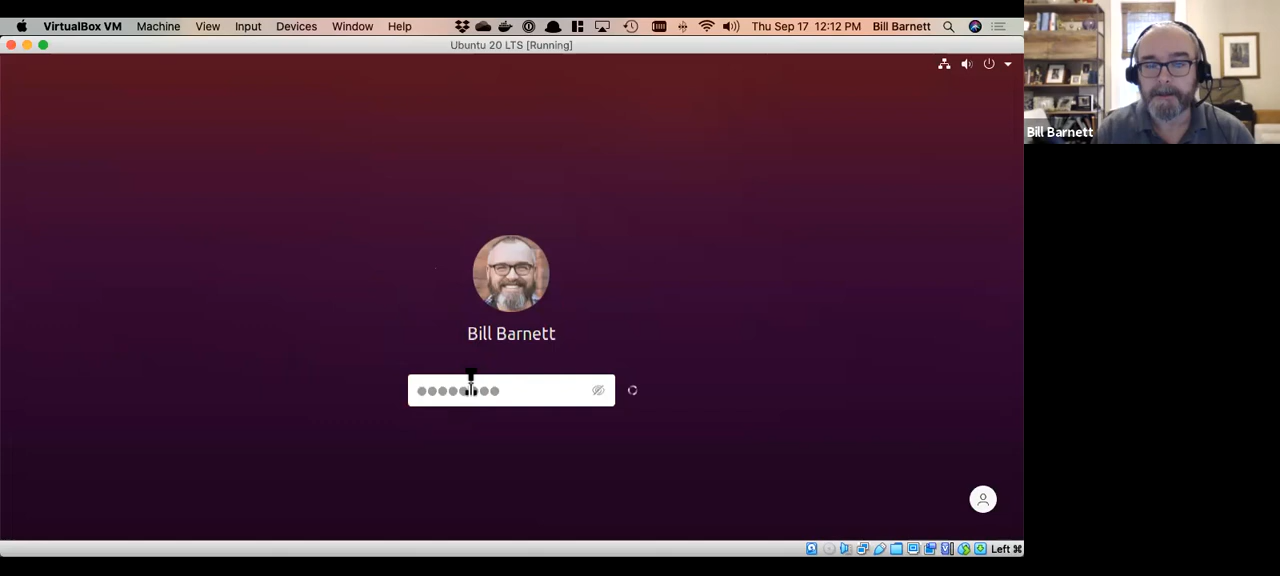 VirtualBox VM Machine View Input Devices Window Help Thu Sep 17 12:12 PM Bill Barnett
Ubuntu 20 LTS [Running]
Bill Barnett
Bill Barnett
Left ⌘